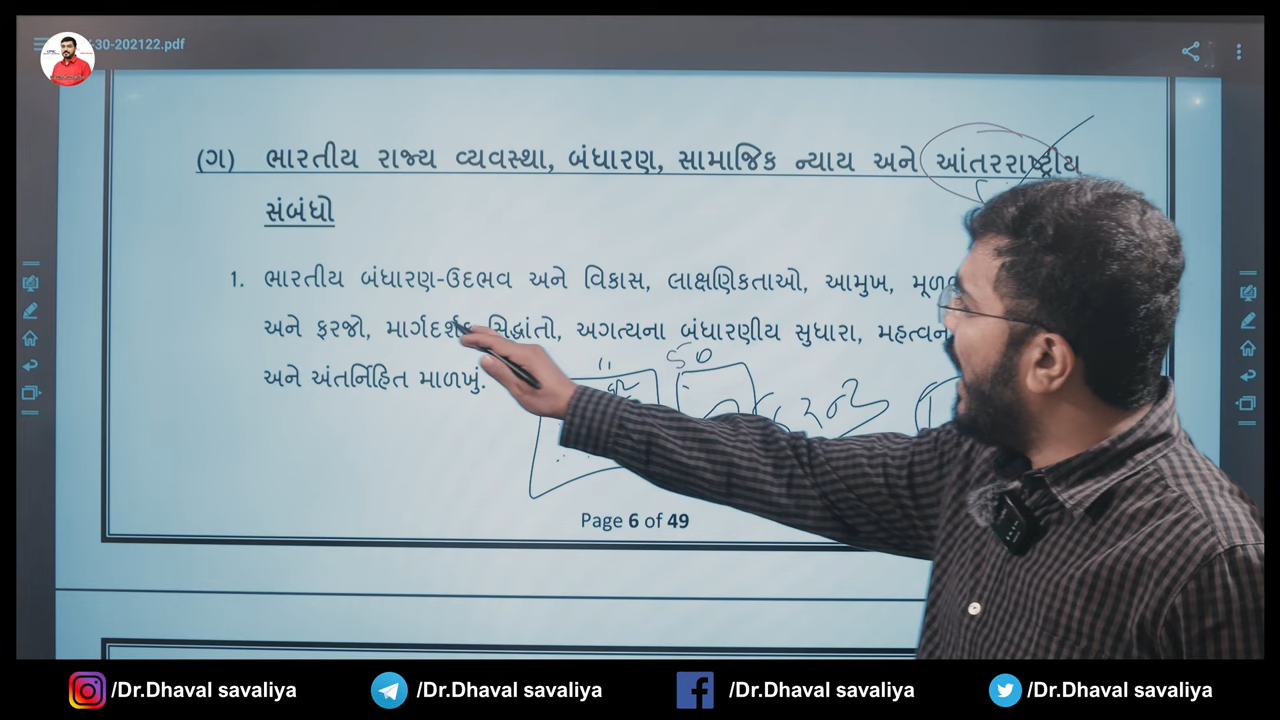 30-202122.pdf
(ગ) ભારતીય રાજ્ય વ્યવસ્થા, બંધારણ, સામાજિક ન્યાય અને આંતરરાષ્ટ્રીય
સંબંધો
1. ભારતીય બંધારણ-ઉદભવ અને વિકાસ, લાક્ષણિકતાઓ, આમુખ,
અને ફરજો, માર્ગદર્શક સિદ્ધાંતો, અગત્યના બંધારણીય સુધારા,
અને અંતર્નિહિત માળખું.
Page 6 of 49
/Dr.Dhaval savaliya /Dr.Dhaval savaliya /Dr.Dhaval savaliya /Dr.Dhaval savaliya